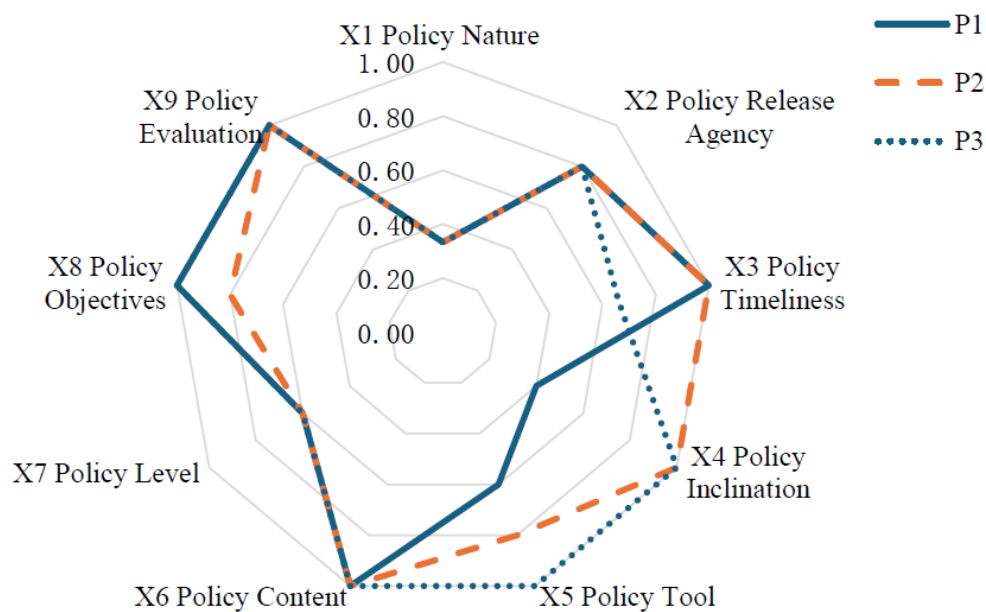 X1 Policy Nature
1.00
0.80
0.60
0.40
0.20
0.00
X2 Policy Release
Agency
X3 Policy
Timeliness
X4 Policy
Inclination
X5 Policy Tool
X6 Policy Content
X7 Policy Level
X8 Policy
Objectives
X9 Policy
Evaluation
P1
P2
P3